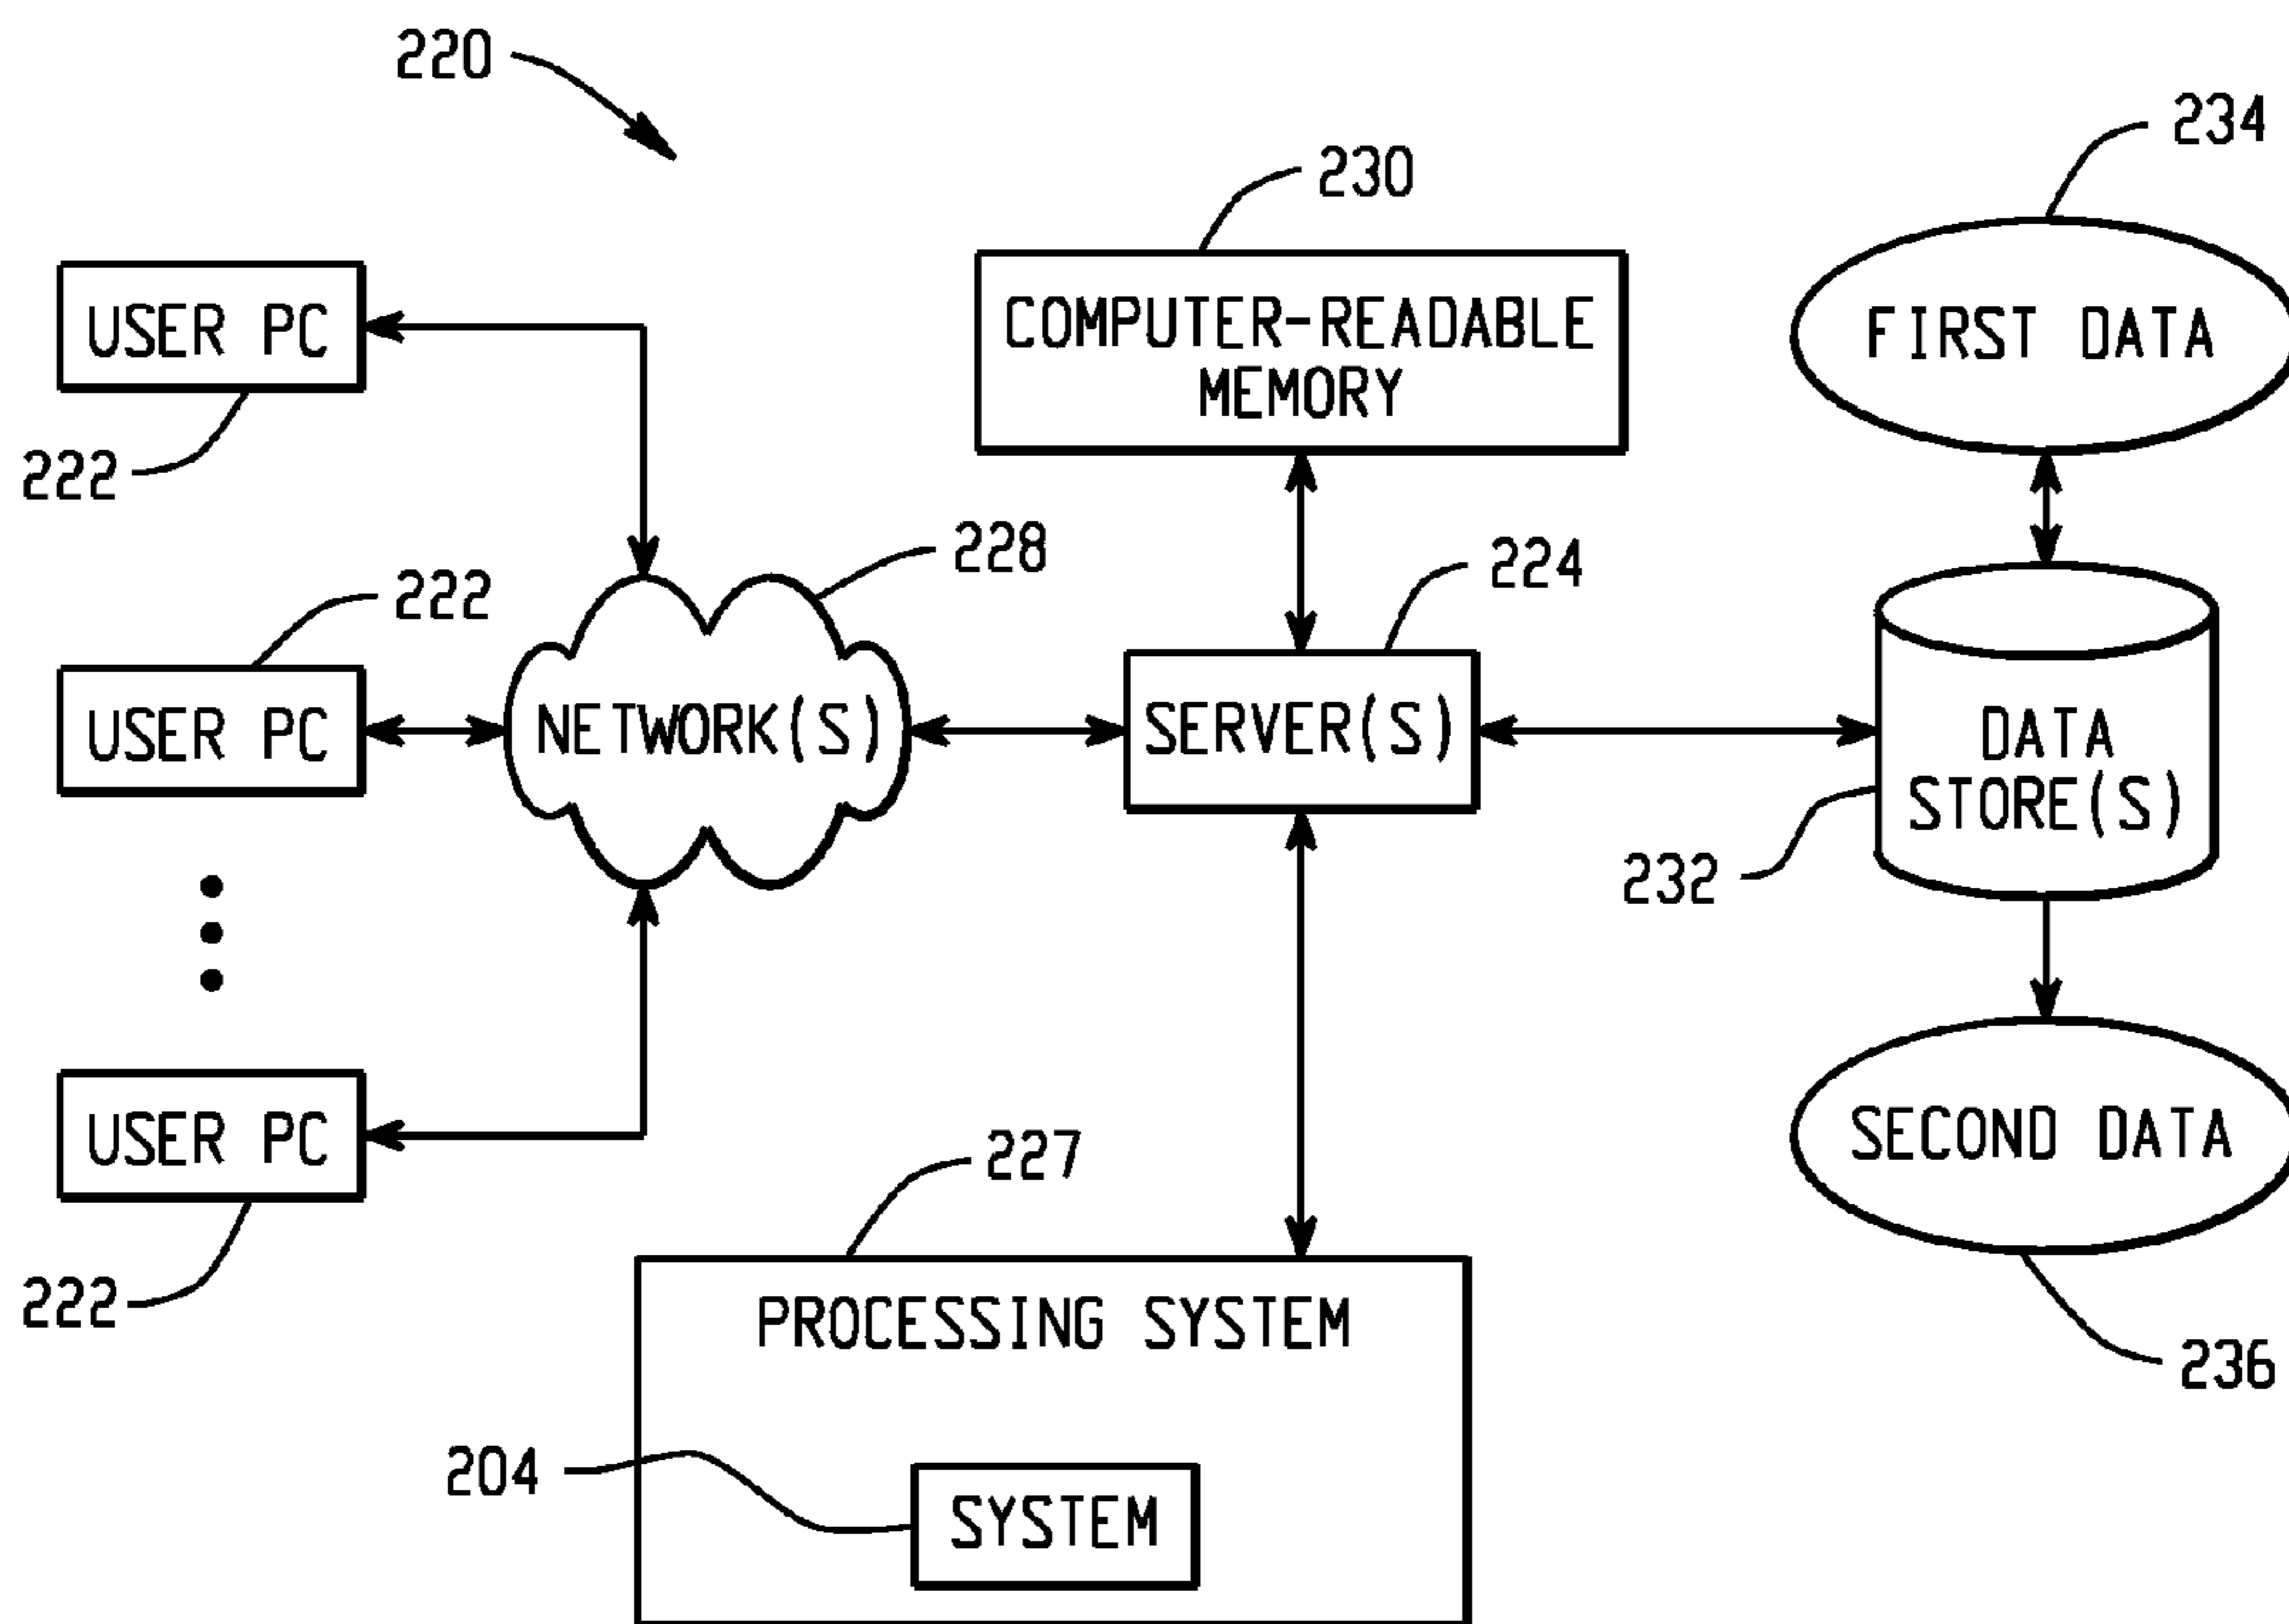 220
234
230
USER PC
COMPUTER-READABLE
MEMORY
FIRST DATA
222
228
224
222
USER PC
NETWORK(S)
SERVER(S)
DATA
STORE(S)
232
USER PC
SECOND DATA
227
222
PROCESSING SYSTEM
236
204
SYSTEM